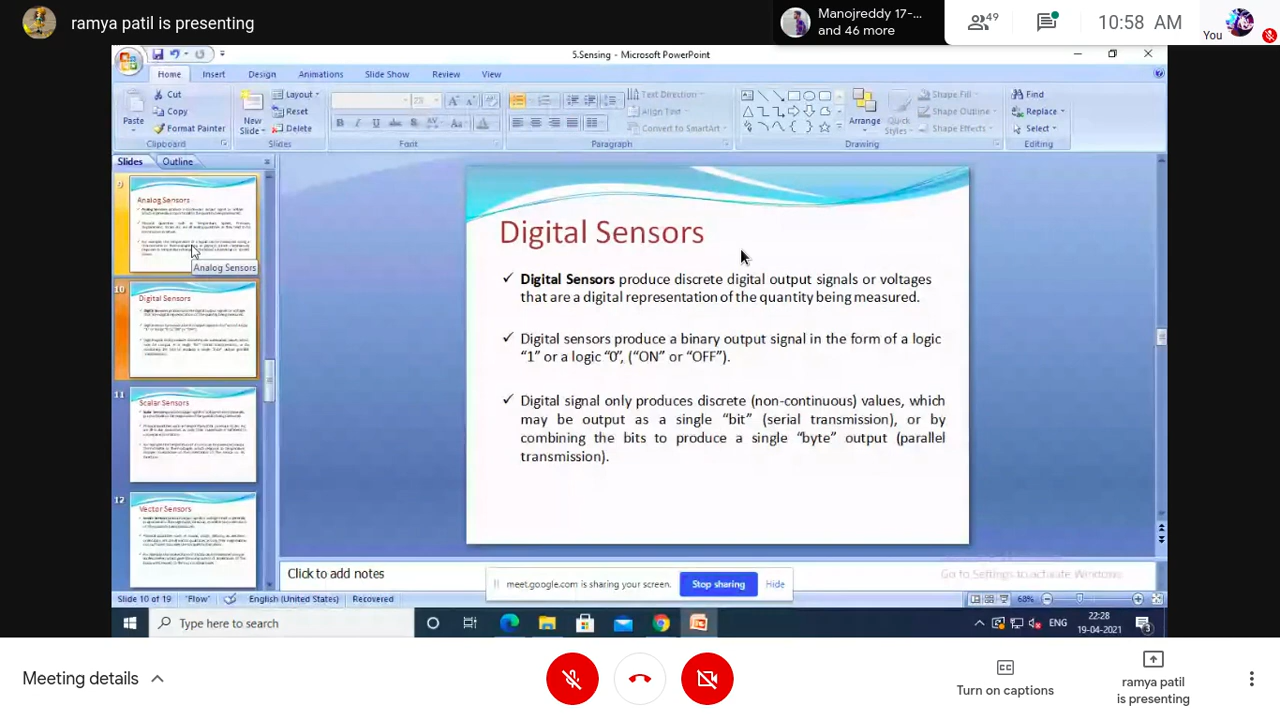 ramya patil is presenting
Manojreddy 17-...
and 46 more
49
10:58 AM
You
5.Sensing - Microsoft PowerPoint
Home Insert Design Animations Slide Show Review View
Paste
Cut
Copy
Format Painter
Clipboard
New
Slide
Layout
Reset
Delete
Slides
28
B I U abe S AV Aa A
Font
Text Direction
Align Text
Convert to SmartArt
Paragraph
Arrange
Quick
Styles
Shape Fill
Shape Outline
Shape Effects
Drawing
Find
Replace
Select
Editing
Slides Outline
9
Analog Sensors
Analog Sensors
10
Digital Sensors
11
Scalar Sensors
12
Vector Sensors
Digital Sensors
✓ Digital Sensors produce discrete digital output signals or voltages
that are a digital representation of the quantity being measured.
✓ Digital sensors produce a binary output signal in the form of a logic
“1” or a logic “0”, (“ON” or “OFF”).
✓ Digital signal only produces discrete (non-continuous) values, which
may be output as a single “bit” (serial transmission), or by
combining the bits to produce a single “byte” output (parallel
transmission).
Click to add notes
meet.google.com is sharing your screen. Stop sharing Hide
Go to Settings to activate Windows.
Slide 10 of 19 "Flow" English (United States) Recovered
68%
Type here to search
ENG
22:28
19-04-2021
3
Meeting details
Turn on captions
ramya patil
is presenting